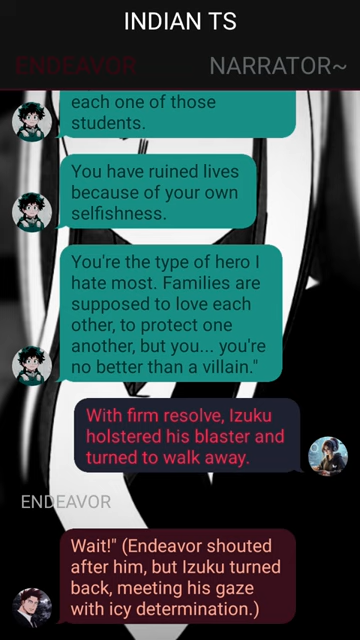 INDIAN TS
ENDEAVOR NARRATOR~
each one of those
students.
You have ruined lives
because of your own
selfishness.
You're the type of hero I
hate most. Families are
supposed to love each
other, to protect one
another, but you... you're
no better than a villain."
With firm resolve, Izuku
holstered his blaster and
turned to walk away.
ENDEAVOR
Wait!" (Endeavor shouted
after him, but Izuku turned
back, meeting his gaze
with icy determination.)